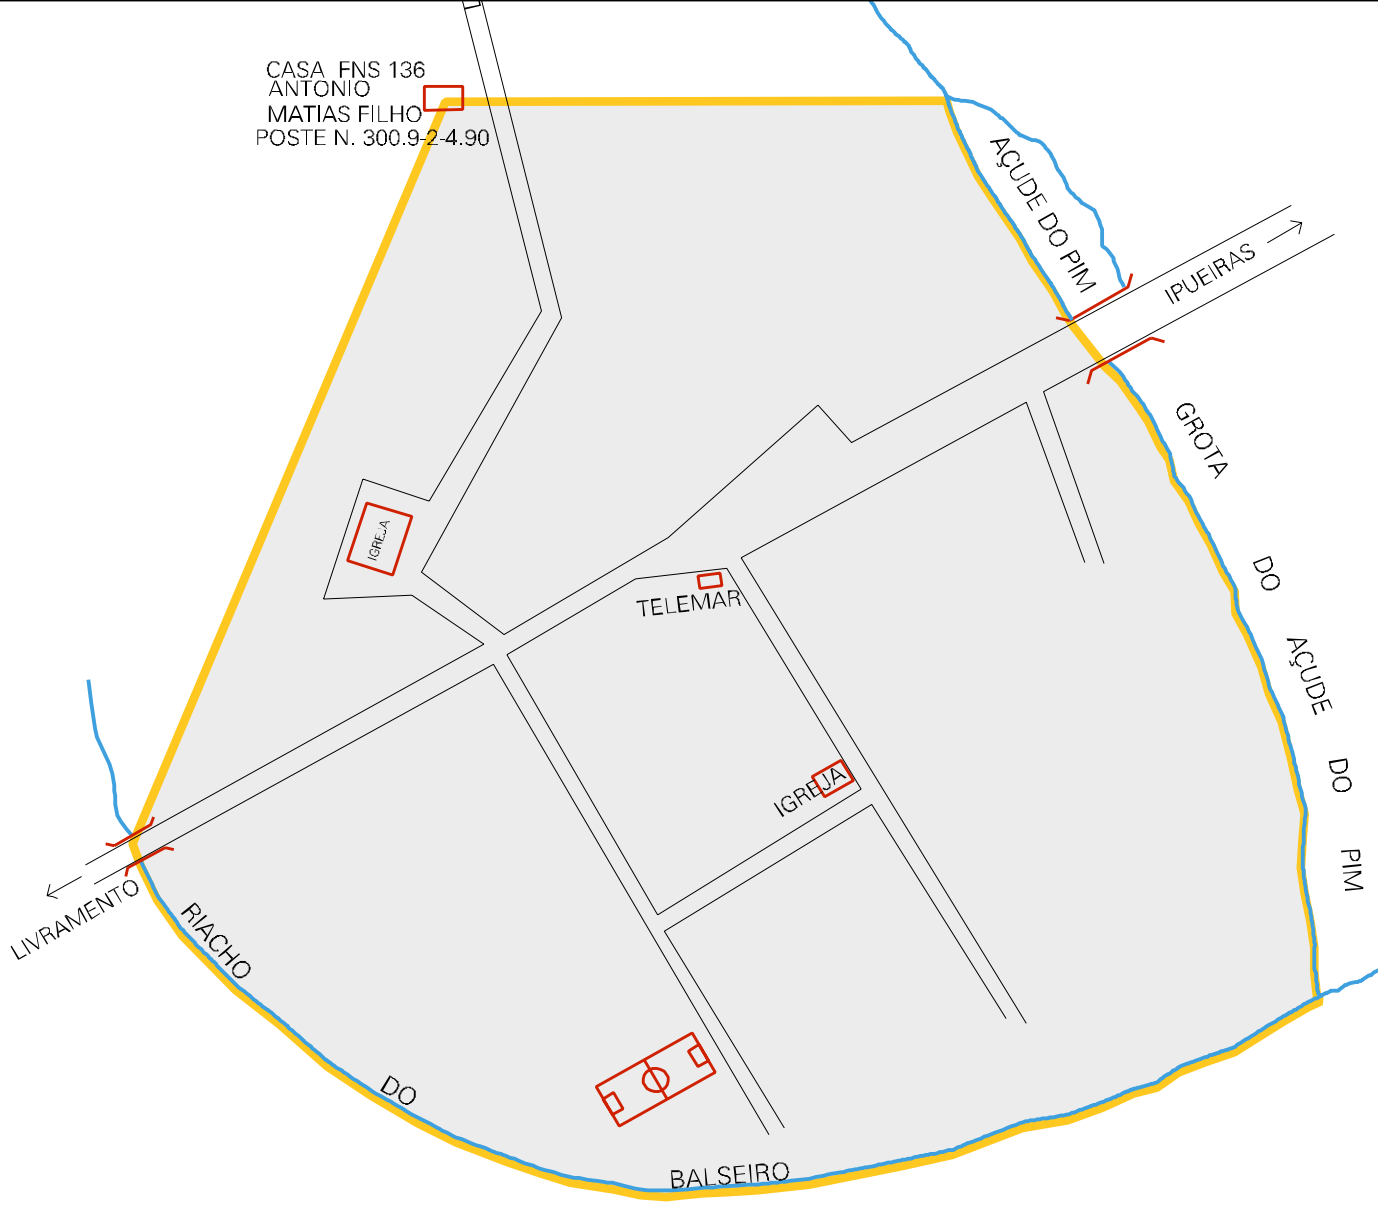 CASA FNS 136
ANTONIO
MATIAS FILHO
POSTE N. 300.9-2-4.90
AÇUDE DO PIM
IPUEIRAS
GROTA
DO
AÇUDE
DO
PIM
IGREJA
TELEMAR
IGREJA
LIVRAMENTO
RIACHO
DO
BALSEIRO